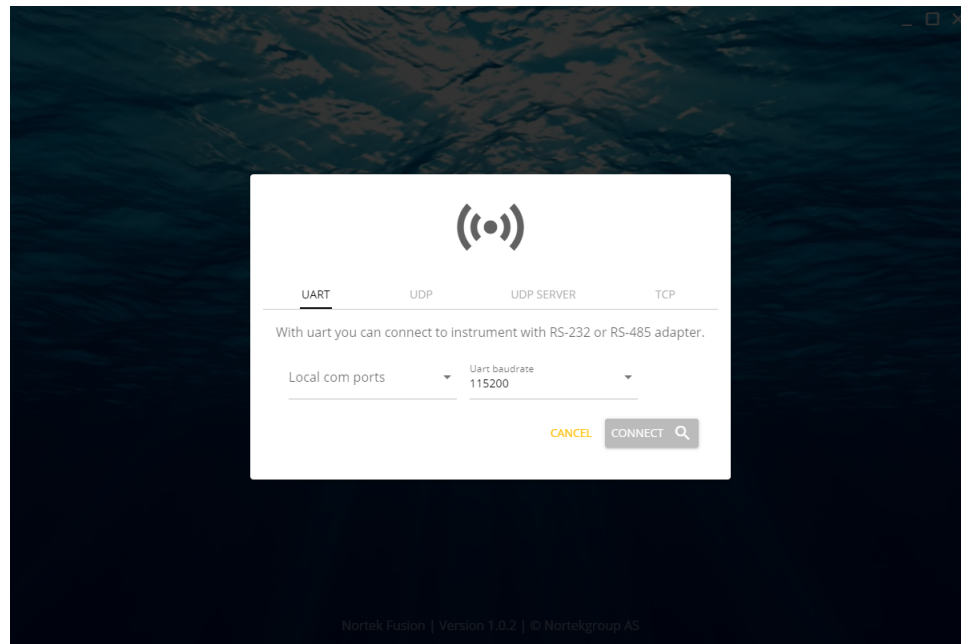 UART UDP UDP SERVER TCP
With uart you can connect to instrument with RS-232 or RS-485 adapter.
Local com ports
Uart baudrate
115200
CANCEL CONNECT
Nortek Fusion | Version 1.0.2 | © Nortekgroup AS